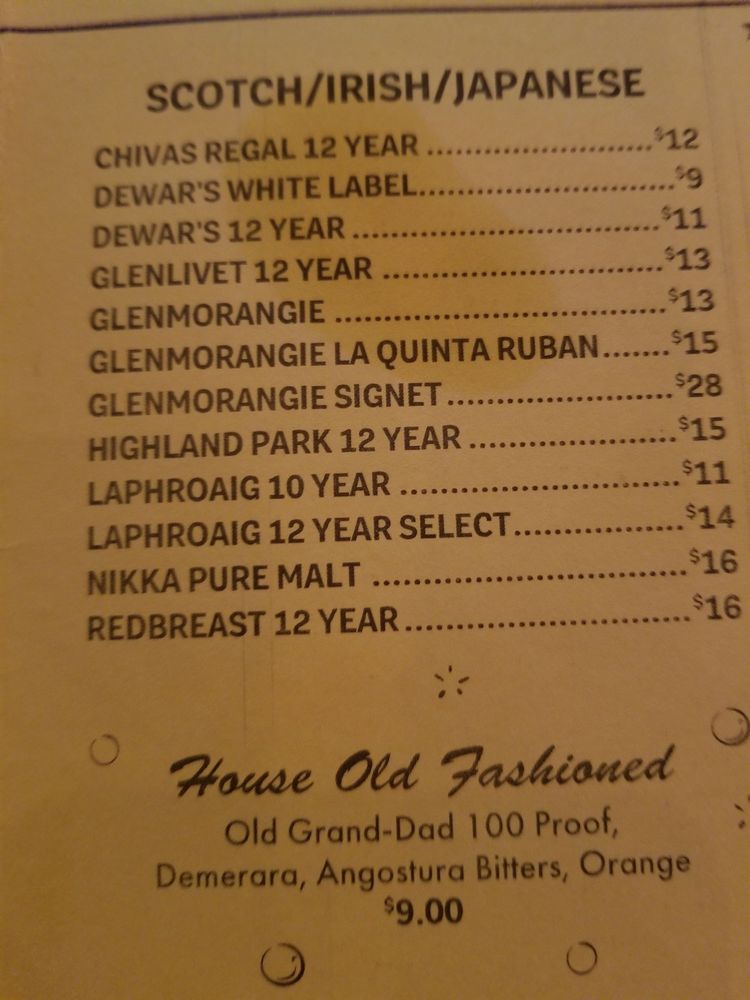 SCOTCH/IRISH/JAPANESE
CHIVAS REGAL 12 YEAR ........................$12
DEWAR'S WHITE LABEL...........................$9
DEWAR'S 12 YEAR .................................$11
GLENLIVET 12 YEAR ..............................$13
GLENMORANGIE ...................................$13
GLENMORANGIE LA QUINTA RUBAN.......$15
GLENMORANGIE SIGNET........................$28
HIGHLAND PARK 12 YEAR ......................$15
LAPHROAIG 10 YEAR .............................$11
LAPHROAIG 12 YEAR SELECT..................$14
NIKKA PURE MALT .................................$16
REDBREAST 12 YEAR..............................$16
House Old Fashioned
Old Grand-Dad 100 Proof,
Demerara, Angostura Bitters, Orange
$9.00